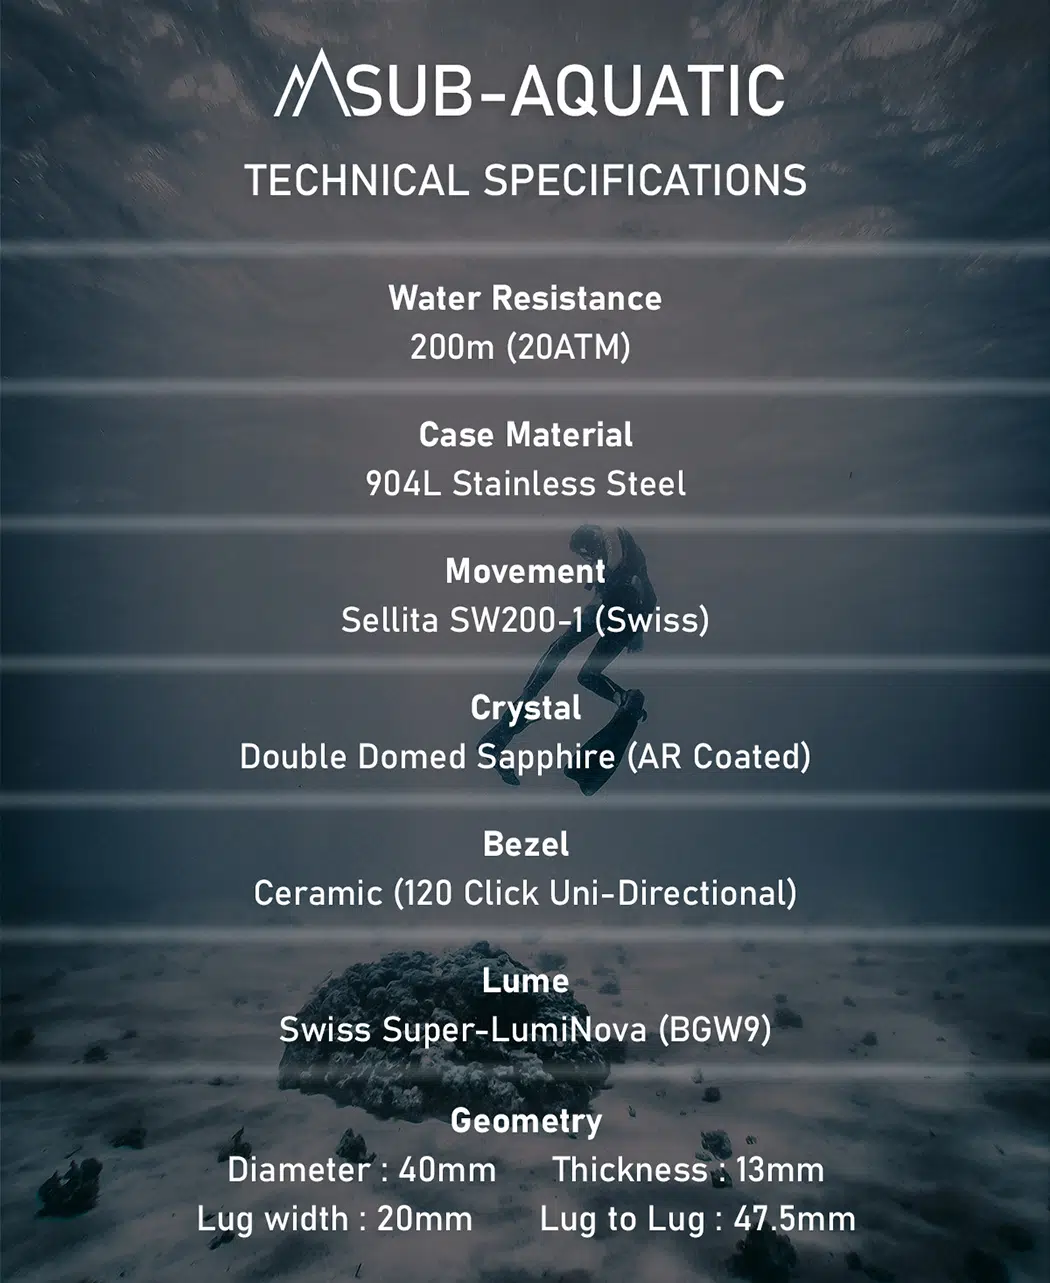 SUB-AQUATIC
TECHNICAL SPECIFICATIONS
Water Resistance
200m (20ATM)
Case Material
904L Stainless Steel
Movement
Sellita SW200-1 (Swiss)
Crystal
Double Domed Sapphire (AR Coated)
Bezel
Ceramic (120 Click Uni-Directional)
Lume
Swiss Super-LumiNova (BGW9)
Geometry
Diameter : 40mm Thickness : 13mm
Lug width : 20mm Lug to Lug : 47.5mm